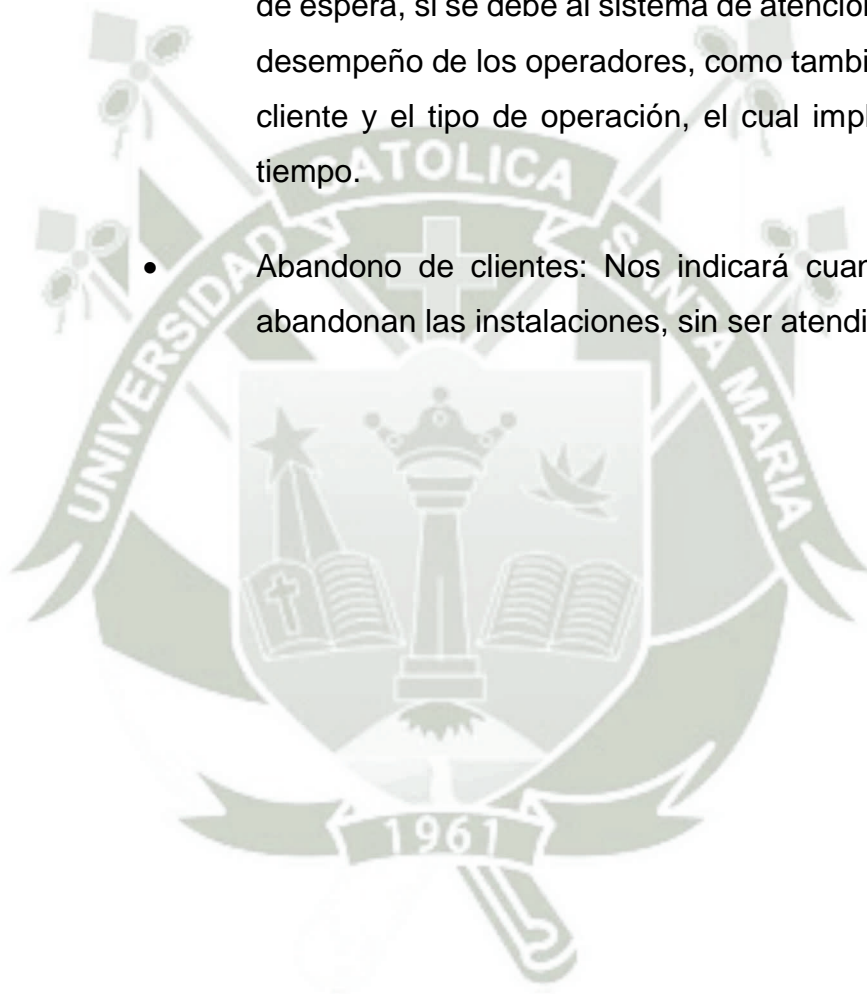 de espera, si se debe al sistema de atención
desempeño de los operadores, como tambi
cliente y el tipo de operación, el cual impl
tiempo.
• Abandono de clientes: Nos indicará cuan
abandonan las instalaciones, sin ser atendi
UNIVERSIDAD CATOLICA SANTA MARIA
1961